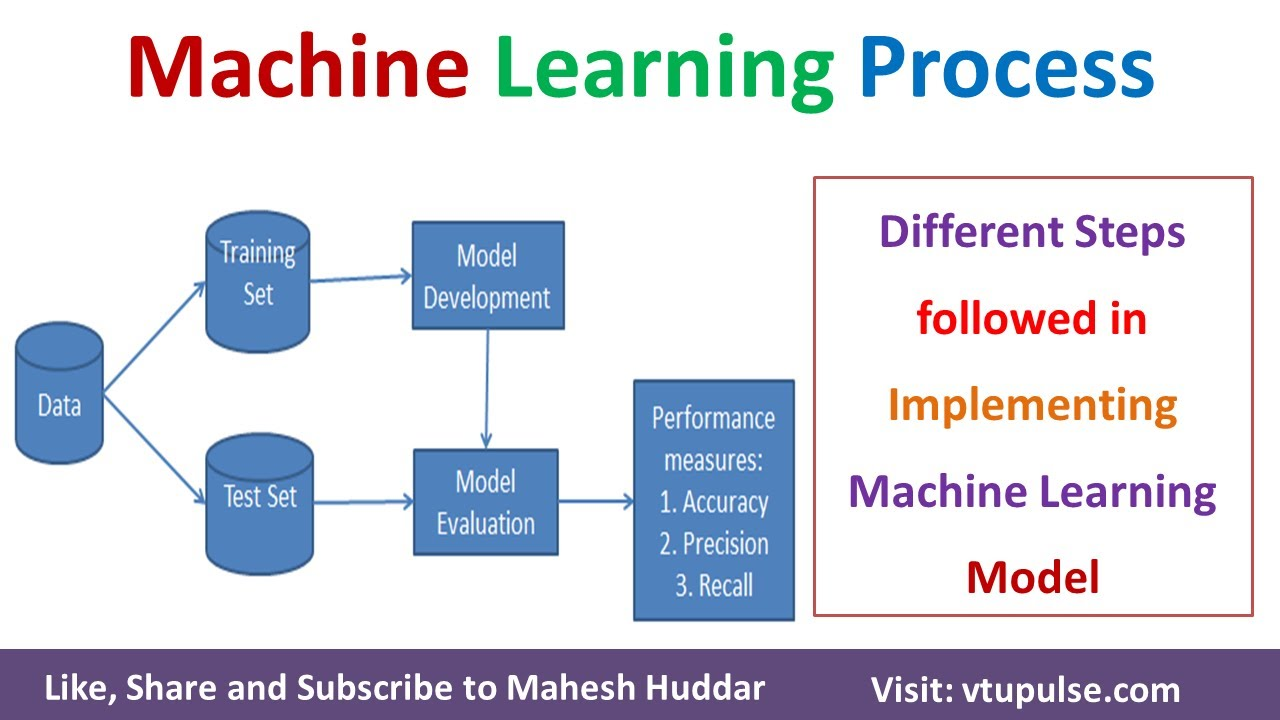 Machine Learning Process
Training
Set
Model
Development
Data
Test Set
Model
Evaluation
Performance
measures:
1. Accuracy
2. Precision
3. Recall
Different Steps
followed in
Implementing
Machine Learning
Model
Like, Share and Subscribe to Mahesh Huddar
Visit: vtupulse.com